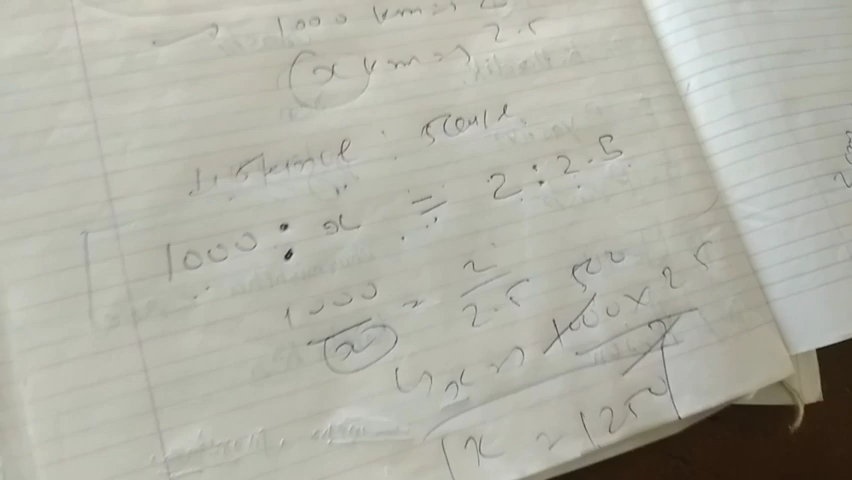 1000 km → 2
(x) km → 2.5
distance : scale
1000 : x :: 2 : 2.5
1000/x = 2/2.5
↳ x → 1000 x 2.5 / 2 500
x = 1250